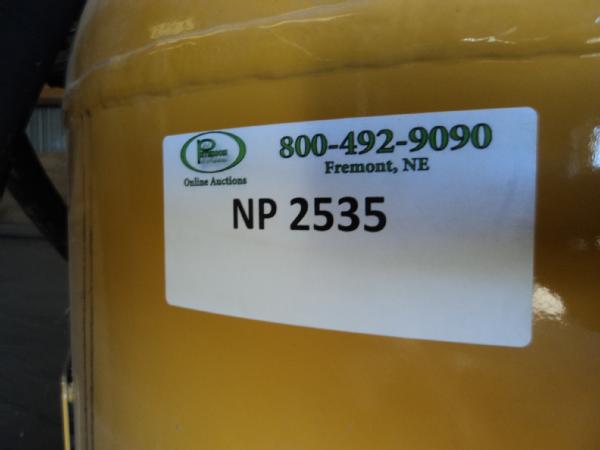 800-492-9090
Fremont, NE
Online Auctions
NP 2535